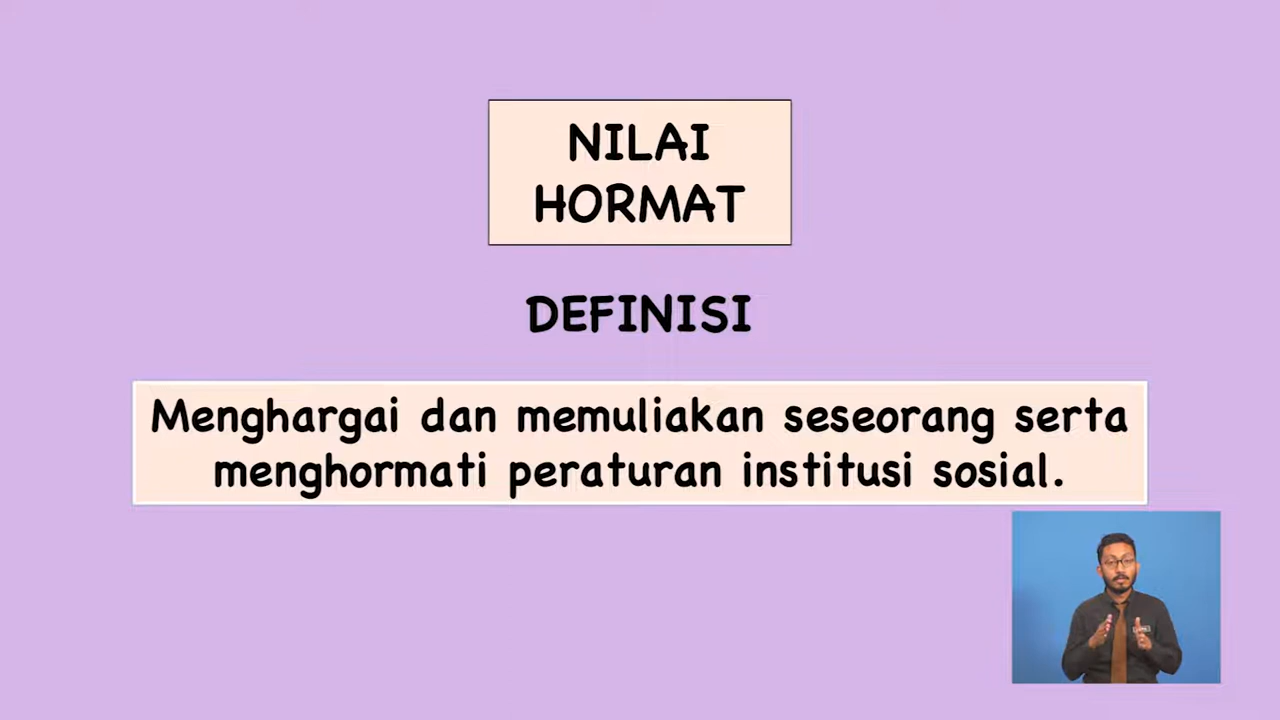 NILAI
HORMAT
DEFINISI
Menghargai dan memuliakan seseorang serta
menghormati peraturan institusi sosial.